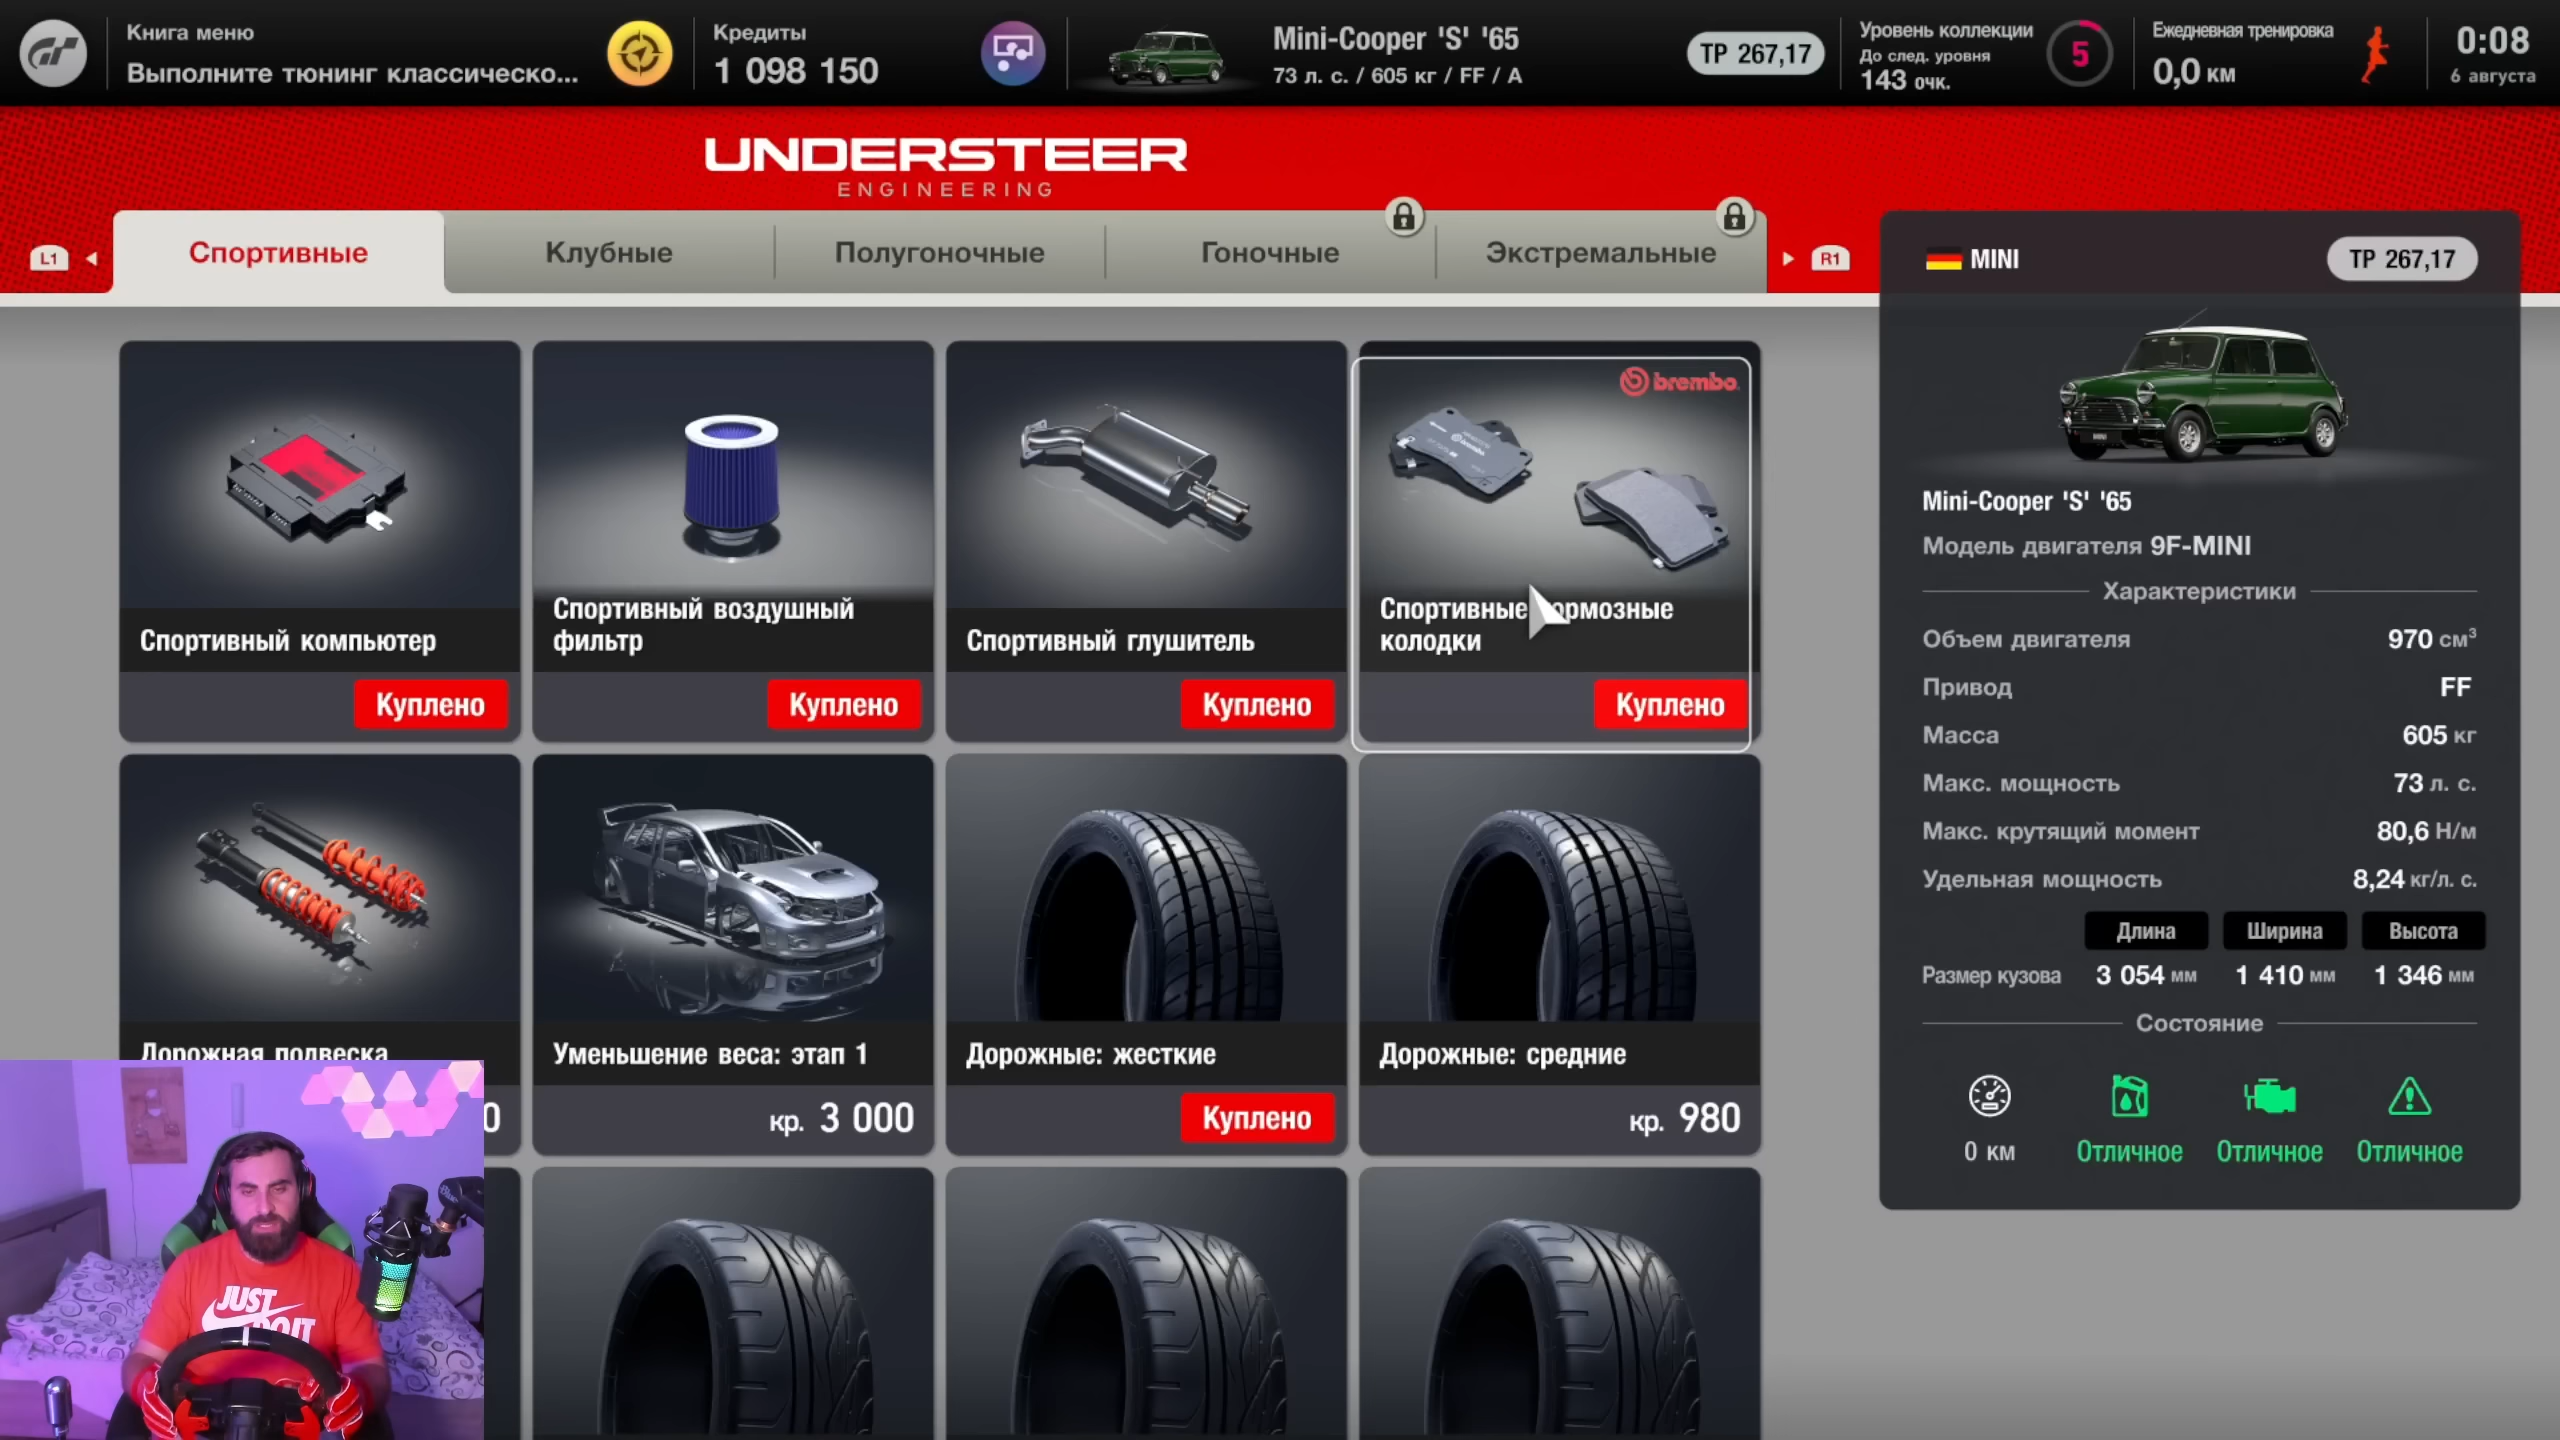 Книга меню
Выполните тюнинг классическо...
Кредиты
1 098 150
Mini-Cooper 'S' '65
73 л. с. / 605 кг / FF / A
TP 267,17
Уровень коллекции
До след. уровня
143 очк.
5
Ежедневная тренировка
0,0 км
0:08
6 августа
UNDERSTEER
ENGINEERING
L1
Спортивные
Клубные
Полугоночные
Гоночные
Экстремальные
R1
brembo
Спортивный компьютер
Куплено
Спортивный воздушный
фильтр
Куплено
Спортивный глушитель
Куплено
Спортивные тормозные
колодки
Куплено
Дорожная подвеска
0
Уменьшение веса: этап 1
кр. 3 000
Дорожные: жесткие
Куплено
Дорожные: средние
кр. 980
MINI
TP 267,17
Mini-Cooper 'S' '65
Модель двигателя 9F-MINI
Характеристики
Объем двигателя 970 см³
Привод FF
Масса 605 кг
Макс. мощность 73 л. с.
Макс. крутящий момент 80,6 Н/м
Удельная мощность 8,24 кг/л. с.
Длина Ширина Высота
Размер кузова 3 054 мм 1 410 мм 1 346 мм
Состояние
0 км Отличное Отличное Отличное
JUST
DO IT